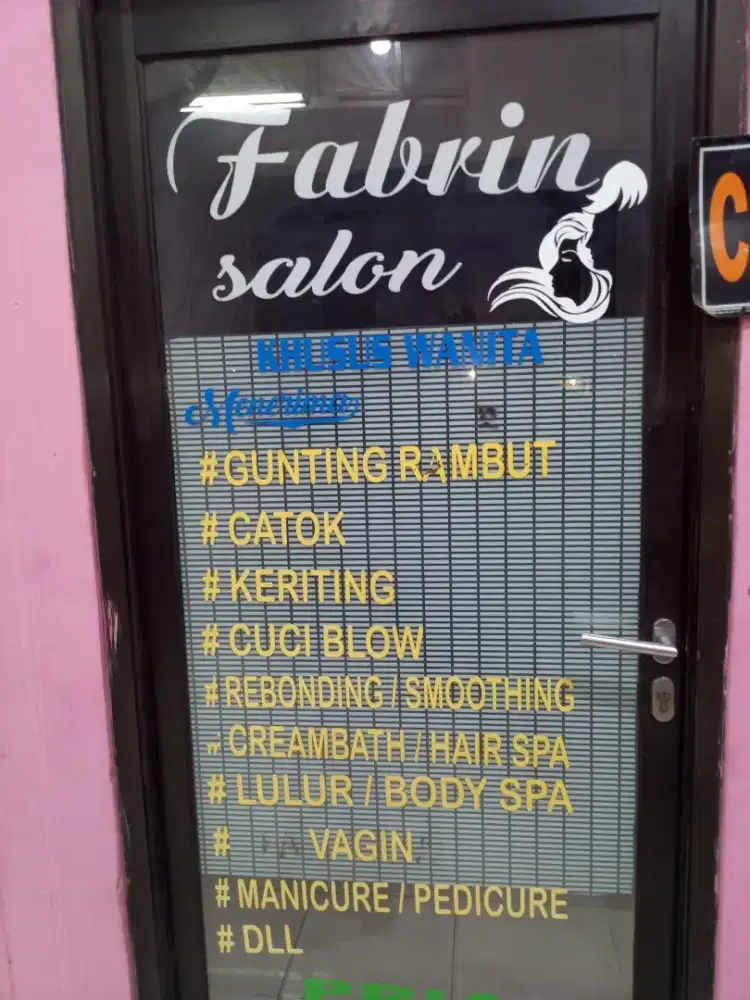 Fabrin
salon
KHUSUS WANITA
Menerima
#GUNTING RAMBUT
# CATOK
# KERITING
# CUCI BLOW
# REBONDING / SMOOTHING
# CREAMBATH / HAIR SPA
# LULUR / BODY SPA
# VAGIN
# MANICURE / PEDICURE
# DLL
C